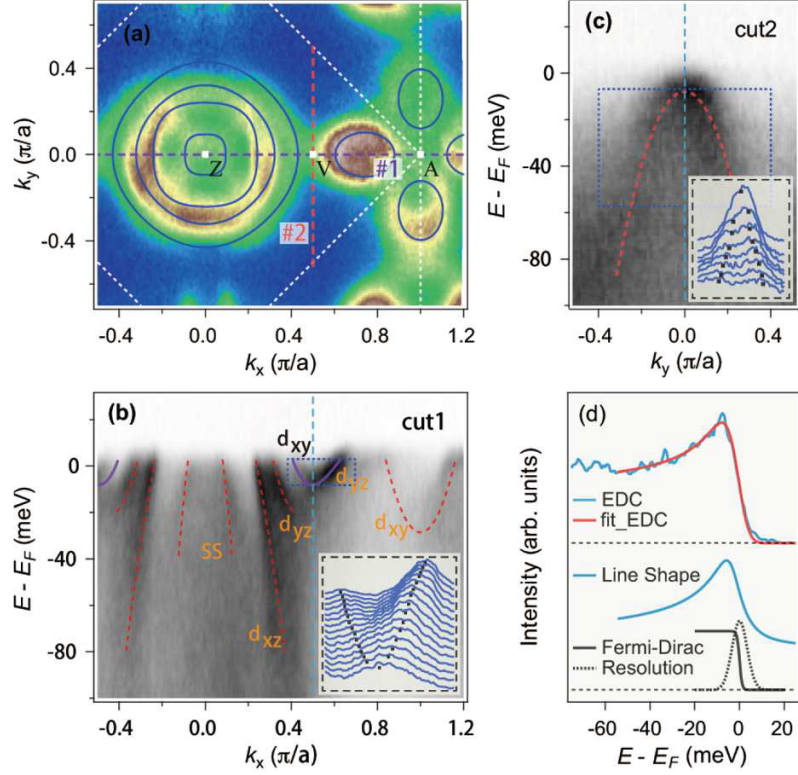 (a)
0.4
0.0
-0.4
k_y (π/a)
Z
V
#1
A
#2
-0.4 0.0 0.4 0.8 1.2
k_x (π/a)
(c)
cut2
0
-40
-80
E - E_F (meV)
-0.4 0.0 0.4
k_y (π/a)
(b)
cut1
d_xy
d_yz
d_yz
d_xy
SS
d_xz
0
-40
-80
E - E_F (meV)
-0.4 0.0 0.4 0.8 1.2
k_x (π/a)
(d)
EDC
fit_EDC
Line Shape
Fermi-Dirac
Resolution
Intensity (arb. units)
-60 -40 -20 0 20
E - E_F (meV)